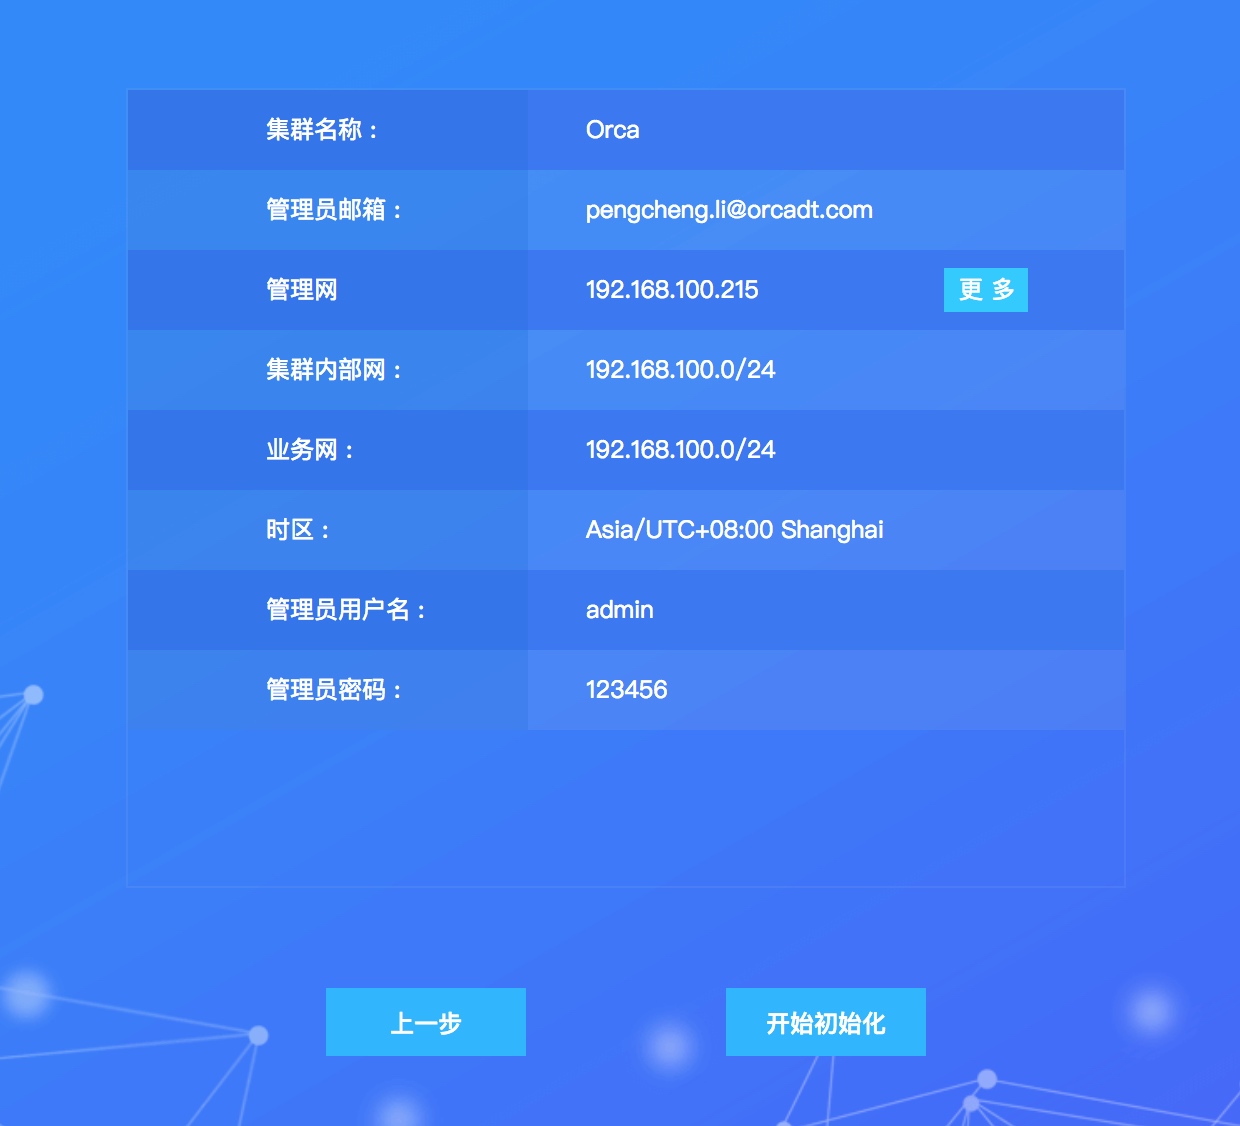 集群名称： Orca
管理员邮箱： pengcheng.li@orcadt.com
管理网 192.168.100.215 更 多
集群内部网： 192.168.100.0/24
业务网： 192.168.100.0/24
时区： Asia/UTC+08:00 Shanghai
管理员用户名： admin
管理员密码： 123456
上一步 开始初始化